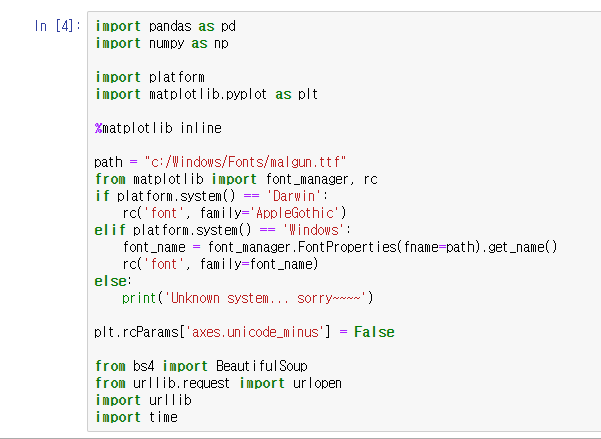 In [4]:
import pandas as pd
import numpy as np
import platform
import matplotlib.pyplot as plt
%matplotlib inline
path = "c:/Windows/Fonts/malgun.ttf"
from matplotlib import font_manager, rc
if platform.system() == 'Darwin':
    rc('font', family='AppleGothic')
elif platform.system() == 'Windows':
    font_name = font_manager.FontProperties(fname=path).get_name()
    rc('font', family=font_name)
else:
    print('Unknown system... sorry~~~~')
plt.rcParams['axes.unicode_minus'] = False
from bs4 import BeautifulSoup
from urllib.request import urlopen
import urllib
import time